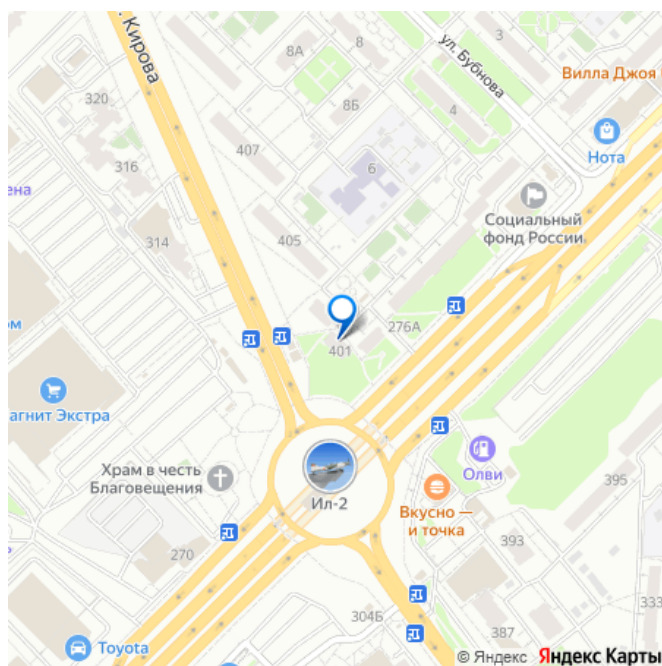 . Кирова
8А
8
3
ул. Бубнова
Вилла Джоя
320
8Б
4
407
Нота
316
6
ена
Социальный
фонд России
314
405
276А
ом
401
агнит Экстра
Храм в честь
Благовещения
Олви
395
Ил-2
Вкусно —
и точка
393
270
304Б
333
387
Toyota
© Яндекс Яндекс Карты